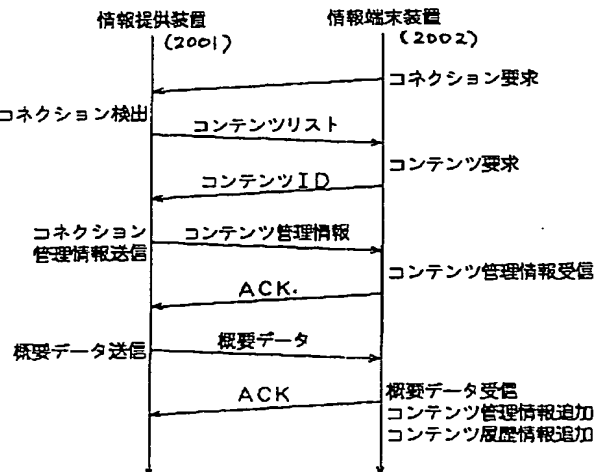 情報提供装置
(2001)
情報端末装置
(2002)
コネクション要求
コネクション検出
コンテンツリスト
コンテンツ要求
コンテンツID
コネクション
管理情報送信
コンテンツ管理情報
コンテンツ管理情報受信
ACK.
概要データ送信
概要データ
ACK
概要データ受信
コンテンツ管理情報追加
コンテンツ履歴情報追加